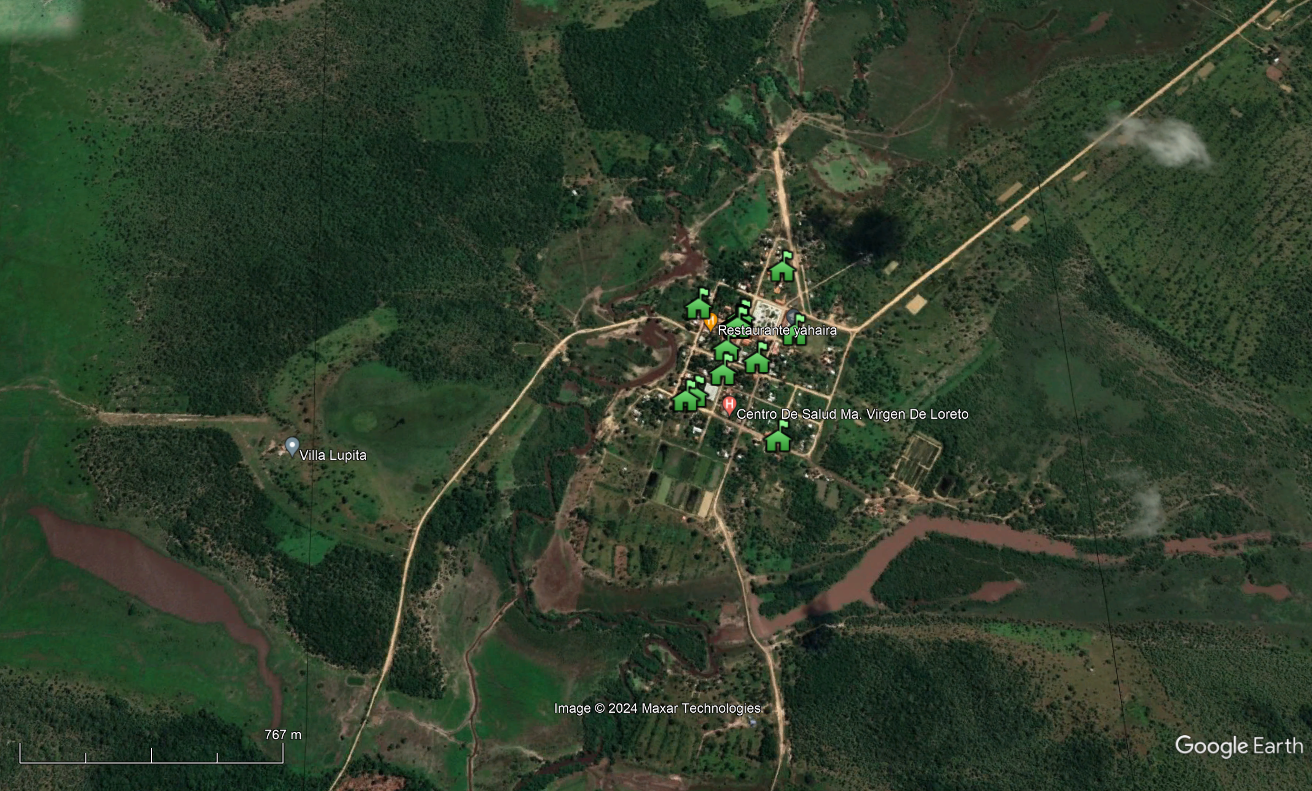 Restaurante yahaira
Centro De Salud Ma. Virgen De Loreto
Villa Lupita
Image © 2024 Maxar Technologies
767 m
Google Earth